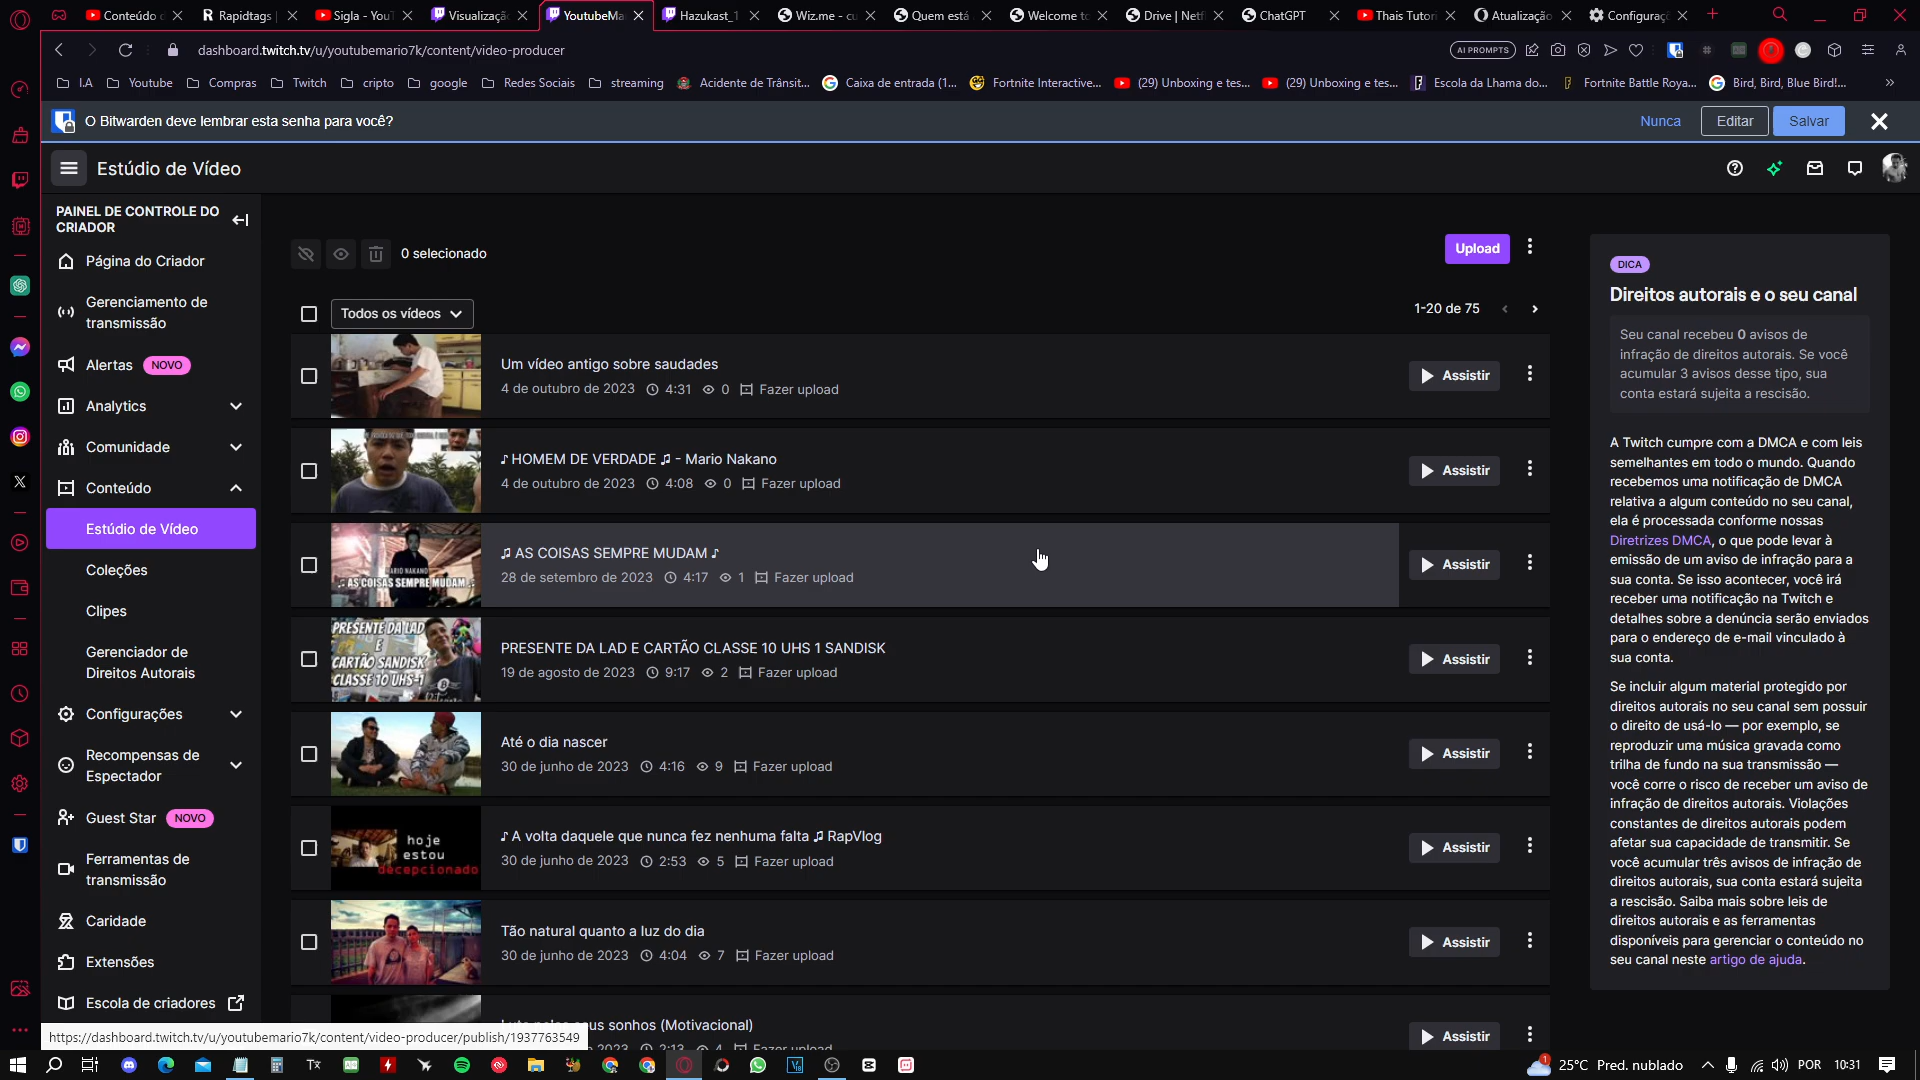 Conteúdo d
Rapidtags
Sigla - You
Visualizaçã
YoutubeMa
Hazukast_1
Wiz.me - cu
Quem está
Welcome to
Drive | Netf
ChatGPT
Thais Tutori
Atualização
Configuraç
dashboard.twitch.tv/u/youtubemario7k/content/video-producer
AI PROMPTS
I.A
Youtube
Compras
Twitch
cripto
google
Redes Sociais
streaming
Acidente de Trânsit...
Caixa de entrada (1...
Fortnite Interactive...
(29) Unboxing e tes...
(29) Unboxing e tes...
Escola da Lhama do...
Fortnite Battle Roya...
Bird, Bird, Blue Bird!...
O Bitwarden deve lembrar esta senha para você?
Nunca
Editar
Salvar
Estúdio de Vídeo
PAINEL DE CONTROLE DO
CRIADOR
Página do Criador
Gerenciamento de
transmissão
Alertas NOVO
Analytics
Comunidade
Conteúdo
Estúdio de Vídeo
Coleções
Clipes
Gerenciador de
Direitos Autorais
Configurações
Recompensas de
Espectador
Guest Star NOVO
Ferramentas de
transmissão
Caridade
Extensões
Escola de criadores
0 selecionado
Upload
Todos os vídeos
1-20 de 75
Um vídeo antigo sobre saudades
4 de outubro de 2023 4:31 0 Fazer upload
Assistir
♪ HOMEM DE VERDADE ♫ - Mario Nakano
4 de outubro de 2023 4:08 0 Fazer upload
Assistir
MARIO NAKANO
♫ AS COISAS SEMPRE MUDAM ♪
♫ AS COISAS SEMPRE MUDAM ♪
28 de setembro de 2023 4:17 1 Fazer upload
Assistir
PRESENTE DA LAD
E
CARTÃO SANDISK
CLASSE 10 UHS-1
PRESENTE DA LAD E CARTÃO CLASSE 10 UHS 1 SANDISK
19 de agosto de 2023 9:17 2 Fazer upload
Assistir
Até o dia nascer
30 de junho de 2023 4:16 9 Fazer upload
Assistir
hoje
estou
decepcionado
♪ A volta daquele que nunca fez nenhuma falta ♫ RapVlog
30 de junho de 2023 2:53 5 Fazer upload
Assistir
Tão natural quanto a luz do dia
30 de junho de 2023 4:04 7 Fazer upload
Assistir
sonhos (Motivacional)
2023 2:13 4 Fazer upload
Assistir
DICA
Direitos autorais e o seu canal
Seu canal recebeu 0 avisos de
infração de direitos autorais. Se você
acumular 3 avisos desse tipo, sua
conta estará sujeita a rescisão.
A Twitch cumpre com a DMCA e com leis
semelhantes em todo o mundo. Quando
recebemos uma notificação de DMCA
relativa a algum conteúdo no seu canal,
ela é processada conforme nossas
Diretrizes DMCA, o que pode levar à
emissão de um aviso de infração para a
sua conta. Se isso acontecer, você irá
receber uma notificação na Twitch e
detalhes sobre a denúncia serão enviados
para o endereço de e-mail vinculado à
sua conta.
Se incluir algum material protegido por
direitos autorais no seu canal sem possuir
o direito de usá-lo — por exemplo, se
reproduzir uma música gravada como
trilha de fundo na sua transmissão —
você corre o risco de receber um aviso de
infração de direitos autorais. Violações
constantes de direitos autorais podem
afetar sua capacidade de transmitir. Se
você acumular três avisos de infração de
direitos autorais, sua conta estará sujeita
a rescisão. Saiba mais sobre leis de
direitos autorais e as ferramentas
disponíveis para gerenciar o conteúdo no
seu canal neste artigo de ajuda.
https://dashboard.twitch.tv/u/youtubemario7k/content/video-producer/publish/1937763549
1
25°C Pred. nublado
POR
10:31